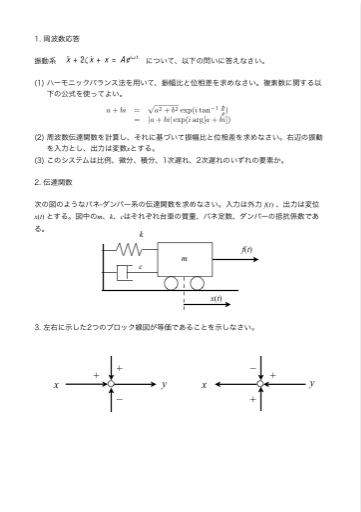 1. 周波数応答
振動系 ẍ + 2ζẋ + x = Ae^{iωt} について、以下の問いに答えなさい。
(1) ハーモニックバランス法を用いて、振幅比と位相差を求めなさい。複素数に関する以
下の公式を使ってよい。
a + bi = √(a² + b²) exp(i tan⁻¹ b/a)
= |a + bi| exp(i arg[a + bi])
(2) 周波数伝達関数を計算し、それに基づいて振幅比と位相差を求めなさい。右辺の振動
を入力とし、出力は変数xとする。
(3) このシステムは比例、微分、積分、1次遅れ、2次遅れのいずれの要素か。
2. 伝達関数
次の図のようなバネ-ダンパー系の伝達関数を求めなさい。入力は外力 f(t) 、出力は変位
x(t) とする。図中のm、k、cはそれぞれ台車の質量、バネ定数、ダンパーの抵抗係数であ
る。
k
m
f(t)
c
x(t)
3. 左右に示した2つのブロック線図が等価であることを示しなさい。
+ + − +
x y x y
− +